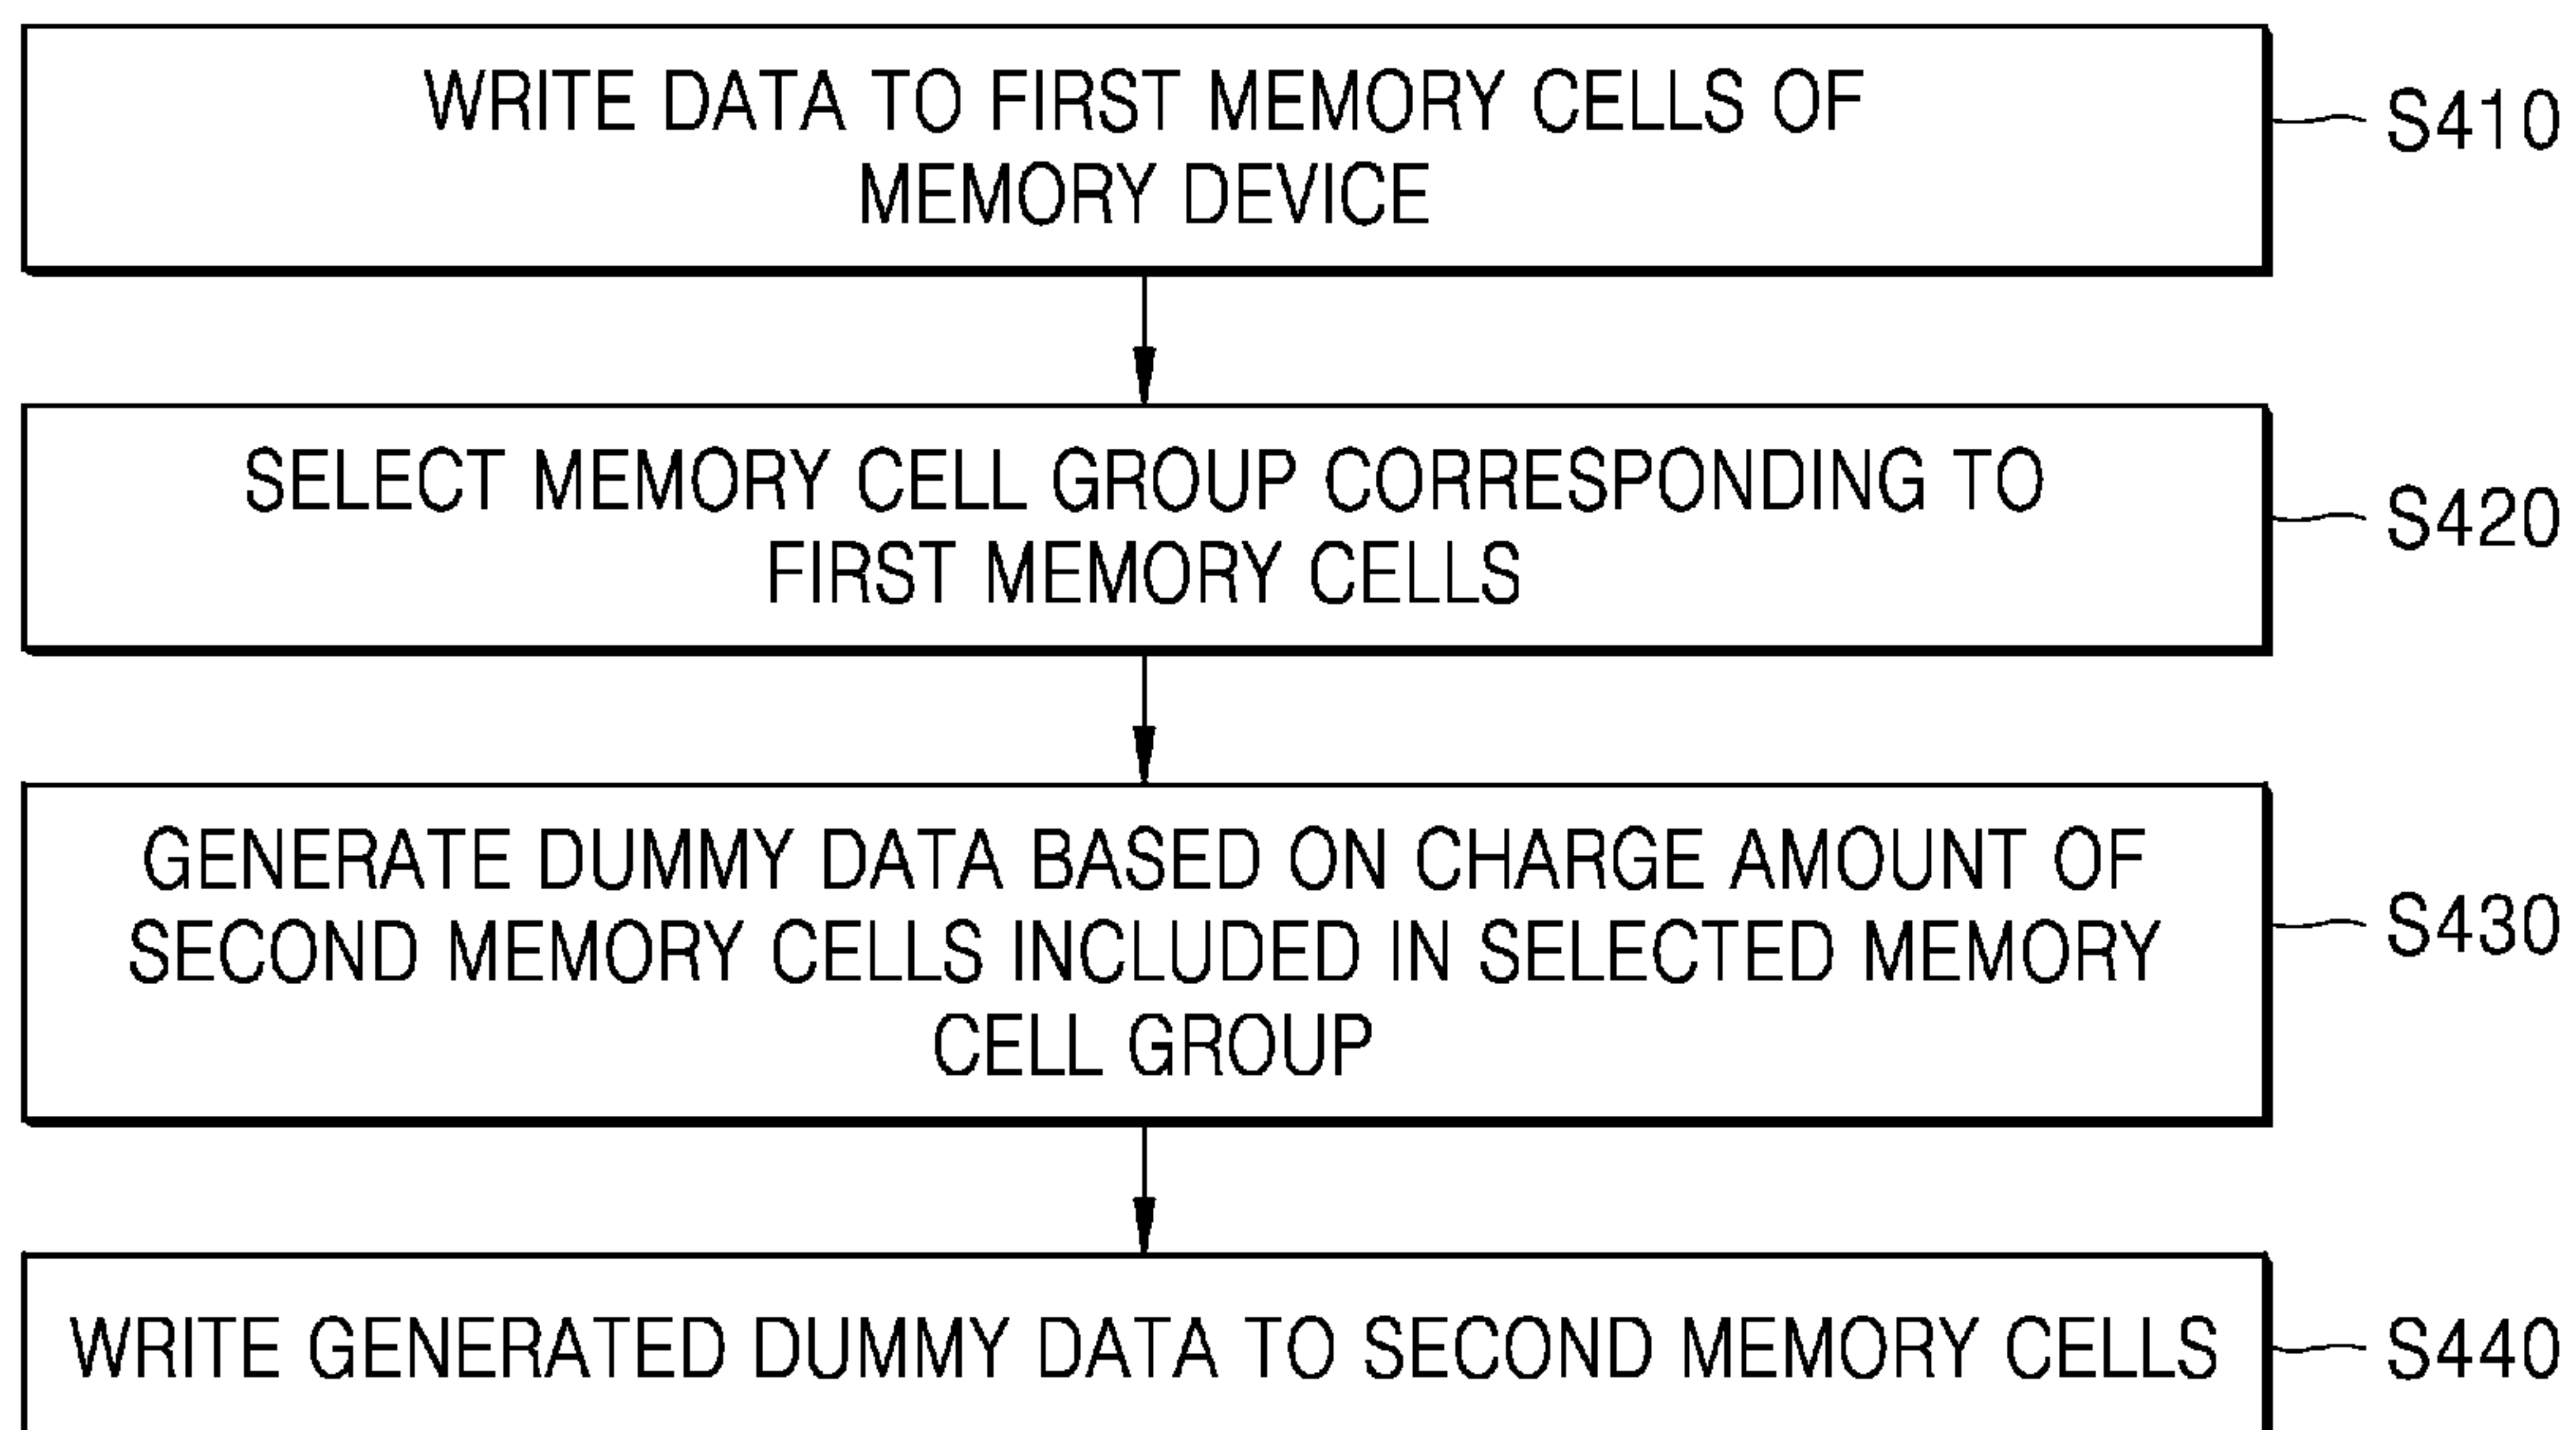 WRITE DATA TO FIRST MEMORY CELLS OF
MEMORY DEVICE
S410
SELECT MEMORY CELL GROUP CORRESPONDING TO
FIRST MEMORY CELLS
S420
GENERATE DUMMY DATA BASED ON CHARGE AMOUNT OF
SECOND MEMORY CELLS INCLUDED IN SELECTED MEMORY
CELL GROUP
S430
WRITE GENERATED DUMMY DATA TO SECOND MEMORY CELLS
S440